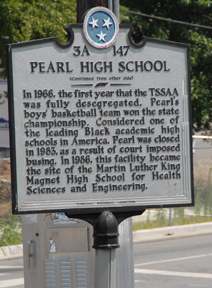 3A 147
PEARL HIGH SCHOOL
(Continued from other side)
In 1966, the first year that the TSSAA
was fully desegregated, Pearl's
boys' basketball team won the state
championship. Considered one of
the leading Black academic high
schools in America, Pearl was closed
in 1983, as a result of court imposed
busing. In 1986, this facility became
the site of the Martin Luther King
Magnet High School for Health
Sciences and Engineering.